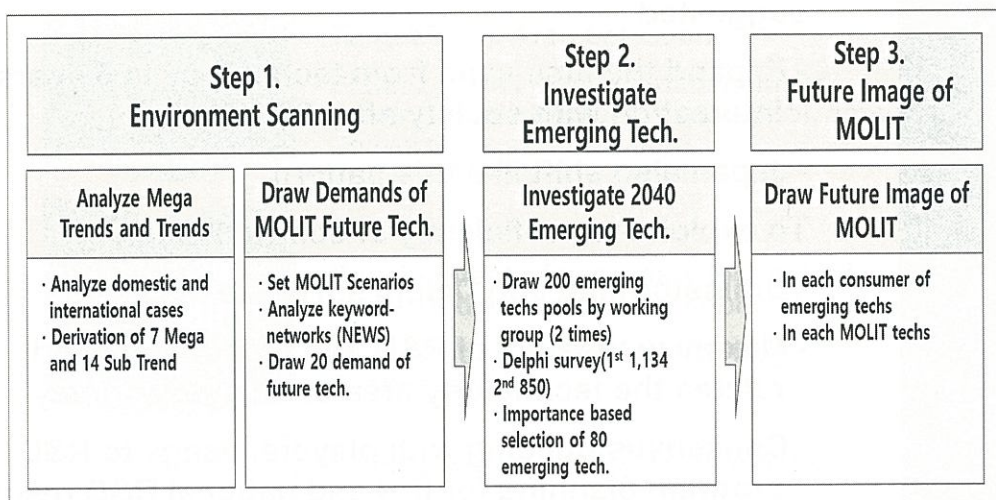 Step 1.
Environment Scanning
Analyze Mega
Trends and Trends
· Analyze domestic and
international cases
· Derivation of 7 Mega
and 14 Sub Trend
Draw Demands of
MOLIT Future Tech.
· Set MOLIT Scenarios
· Analyze keyword-
networks (NEWS)
· Draw 20 demand of
future tech.
Step 2.
Investigate
Emerging Tech.
Investigate 2040
Emerging Tech.
· Draw 200 emerging
techs pools by working
group (2 times)
· Delphi survey(1st 1,134
2nd 850)
· Importance based
selection of 80
emerging tech.
Step 3.
Future Image of
MOLIT
Draw Future Image of
MOLIT
· In each consumer of
emerging techs
· In each MOLIT techs